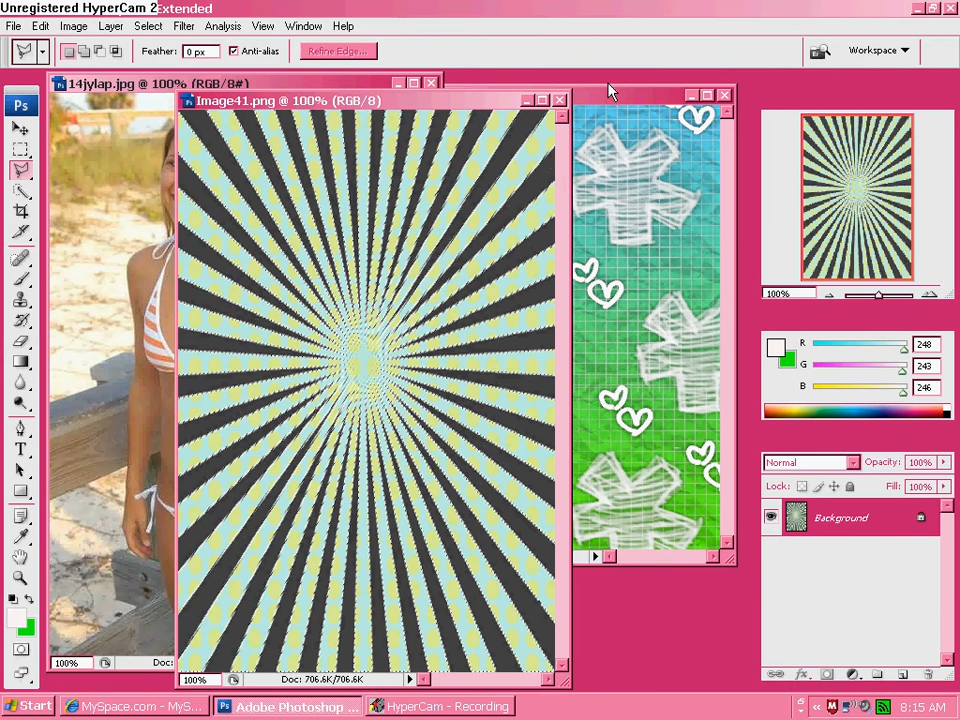 Unregistered HyperCam 2
Extended
File Edit Image Layer Select Filter Analysis View Window Help
Feather: 0 px Anti-alias Refine Edge... Workspace
14jylap.jpg @ 100% (RGB/8#)
Image41.png @ 100% (RGB/8)
Ps
T
100%
R 248
G 243
B 246
Normal Opacity: 100%
Lock: Fill: 100%
Background
fx
100% Doc:
100% Doc: 706.6K/706.6K
Start MySpace.com - MyS... Adobe Photoshop ... HyperCam - Recording 8:15 AM